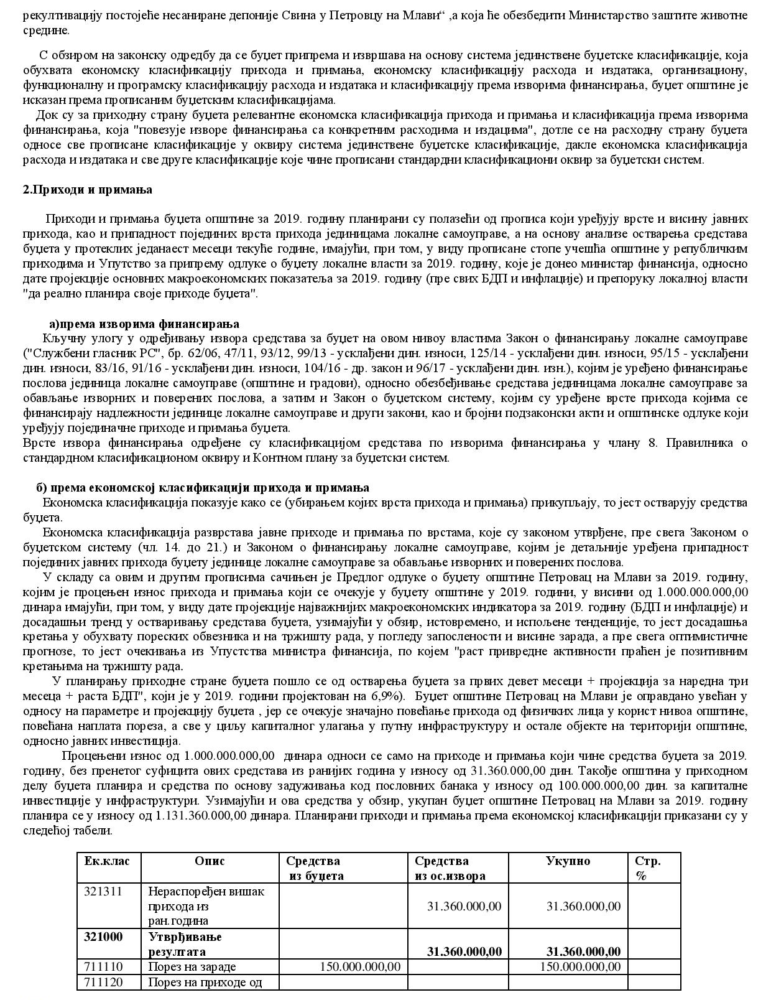 рекултивацију постојеће несаниране депоније Свина у Петровцу на Млави“ ,а која ће обезбедити Министарство заштите животне
средине.
С обзиром на законску одредбу да се буџет припрема и извршава на основу система јединствене буџетске класификације, која
обухвата економску класификацију прихода и примања, економску класификацију расхода и издатака, организациону,
функционалну и програмску класификацију расхода и издатака и класификацију према изворима финансирања, буџет општине је
исказан према прописаним буџетским класификацијама.
Док су за приходну страну буџета релевантне економска класификација прихода и примања и класификација према изворима
финансирања, која "повезује изворе финансирања са конкретним расходима и издацима", дотле се на расходну страну буџета
односе све прописане класификације у оквиру система јединствене буџетске класификације, дакле економска класификација
расхода и издатака и све друге класификације које чине прописани стандардни класификациони оквир за буџетски систем.
2.Приходи и примања
Приходи и примања буџета општине за 2019. годину планирани су полазећи од прописа који уређују врсте и висину јавних
прихода, као и припадност појединих врста прихода јединицама локалне самоуправе, а на основу анализе остварења средстава
буџета у протеклих једанаест месеци текуће године, имајући, при том, у виду прописане стопе учешћа општине у републичким
приходима и Упутство за припрему одлуке о буџету локалне власти за 2019. годину, које је донео министар финансија, односно
дате пројекције основних макроекономских показатеља за 2019. годину (пре свих БДП и инфлације) и препоруку локалној власти
"да реално планира своје приходе буџета".
а)према изворима финансирања
Кључну улогу у одређивању извора средстава за буџет на овом нивоу властима Закон о финансирању локалне самоуправе
("Службени гласник РС", бр. 62/06, 47/11, 93/12, 99/13 - усклађени дин. износи, 125/14 - усклађени дин. износи, 95/15 - усклађени
дин. износи, 83/16, 91/16 - усклађени дин. износи, 104/16 - др. закон и 96/17 - усклађени дин. изн.), којим је уређено финансирање
послова јединица локалне самоуправе (општине и градови), односно обезбеђивање средстава јединицама локалне самоуправе за
обављање изворних и поверених послова, а затим и Закон о буџетском систему, којим су уређене врсте прихода којима се
финансирају надлежности јединице локалне самоуправе и други закони, као и бројни подзаконски акти и општинске одлуке који
уређују појединачне приходе и примања буџета.
Врсте извора финансирања одређене су класификацијом средстава по изворима финансирања у члану 8. Правилника о
стандардном класификационом оквиру и Контном плану за буџетски систем.
б) према економској класификацији прихода и примања
Економска класификација показује како се (убирањем којих врста прихода и примања) прикупљају, то јест остварују средства
буџета.
Економска класификација разврстава јавне приходе и примања по врстама, које су законом утврђене, пре свега Законом о
буџетском систему (чл. 14. до 21.) и Законом о финансирању локалне самоуправе, којим је детаљније уређена припадност
појединих јавних прихода буџету јединице локалне самоуправе за обављање изворних и поверених послова.
У складу са овим и другим прописима сачињен је Предлог одлуке о буџету општине Петровац на Млави за 2019. годину,
којим је процењен износ прихода и примања који се очекује у буџету општине у 2019. години, у висини од 1.000.000.000,00
динара имајући, при том, у виду дате пројекције најважнијих макроекономских индикатора за 2019. годину (БДП и инфлације) и
досадашњи тренд у остваривању средстава буџета, узимајући у обзир, истовремено, и испољене тенденције, то јест досадашња
кретања у обухвату пореских обвезника и на тржишту рада, у погледу запослености и висине зарада, а пре свега оптимистичне
прогнозе, то јест очекивања из Упустства министра финансија, по којем "раст привредне активности праћен је позитивним
кретањима на тржишту рада.
У планирању приходне стране буџета пошло се од остварења буџета за првих девет месеци + пројекција за наредна три
месеца + раста БДП", који је у 2019. години пројектован на 6,9%). Буџет општине Петровац на Млави је оправдано увећан у
односу на параметре и пројекцију буџета , јер се очекује значајно повећање прихода од физичких лица у корист нивоа општине,
повећана наплата пореза, а све у циљу капиталног улагања у путну инфраструктуру и остале објекте на територији општине,
односно јавних инвестиција.
Процењени износ од 1.000.000.000,00 динара односи се само на приходе и примања који чине средства буџета за 2019.
годину, без пренетог суфицита ових средстава из ранијих година у износу од 31.360.000,00 дин. Такође општина у приходном
делу буџета планира и средства по основу задуживања код пословних банака у износу од 100.000.000,00 дин. за капиталне
инвестиције у инфраструктури. Узимајући и ова средства у обзир, укупан буџет општине Петровац на Млави за 2019. годину
планира се у износу од 1.131.360.000,00 динара. Планирани приходи и примања према економској класификацији приказани су у
следећој табели.
Ек.клас Опис Средства Средства Укупно Стр.
из буџета из ос.извора %
321311 Нераспоређен вишак
прихода из 31.360.000,00 31.360.000,00
ран.година
321000 Утврђивање
резултата 31.360.000,00 31.360.000,00
711110 Порез на зараде 150.000.000,00 150.000.000,00
711120 Порез на приходе од